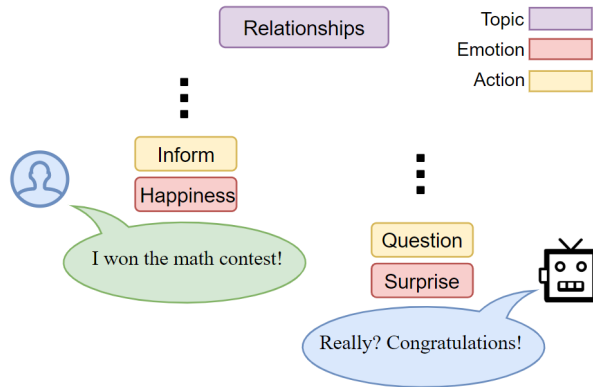 Relationships
Topic
Emotion
Action
Inform
Happiness
I won the math contest!
Question
Surprise
Really? Congratulations!